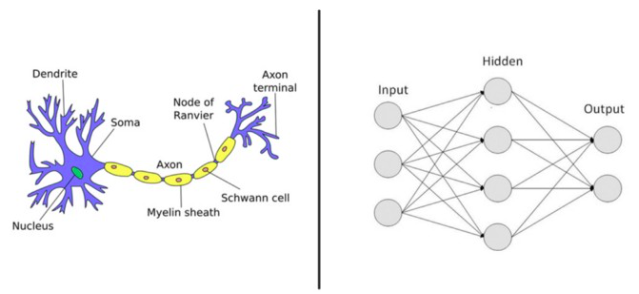 Dendrite
Soma
Nucleus
Axon
Myelin sheath
Schwann cell
Node of
Ranvier
Axon
terminal
Input
Hidden
Output